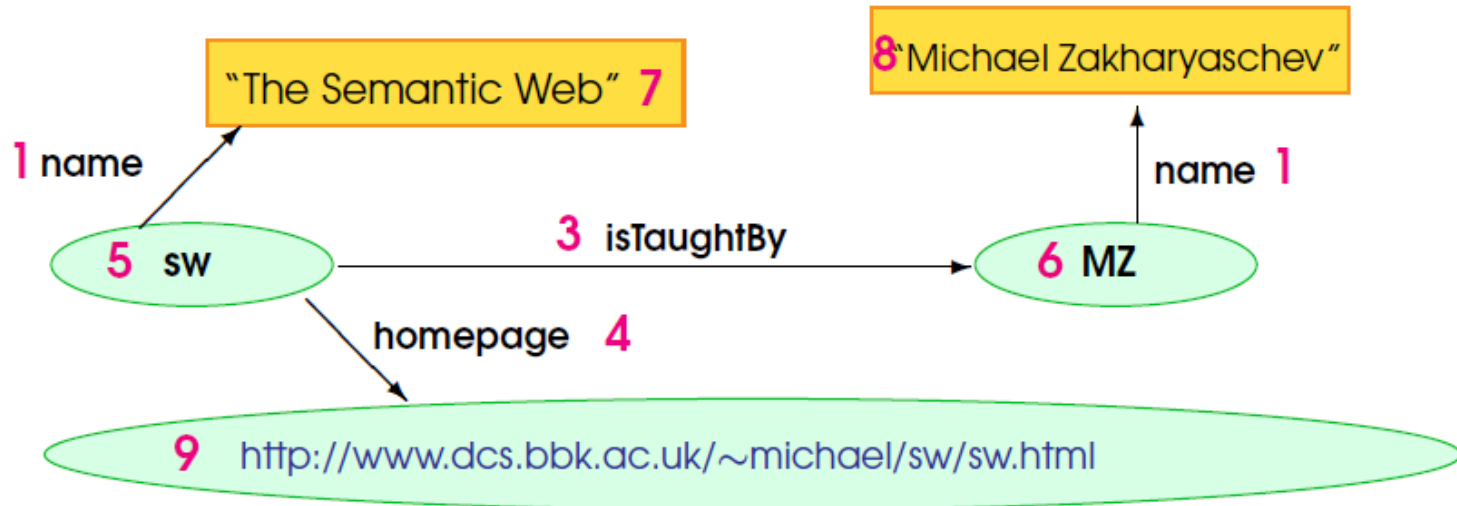 "The Semantic Web" 7
8"Michael Zakharyaschev"
1 name
name 1
5 sw
3 isTaughtBy
6 MZ
homepage 4
9 http://www.dcs.bbk.ac.uk/~michael/sw/sw.html